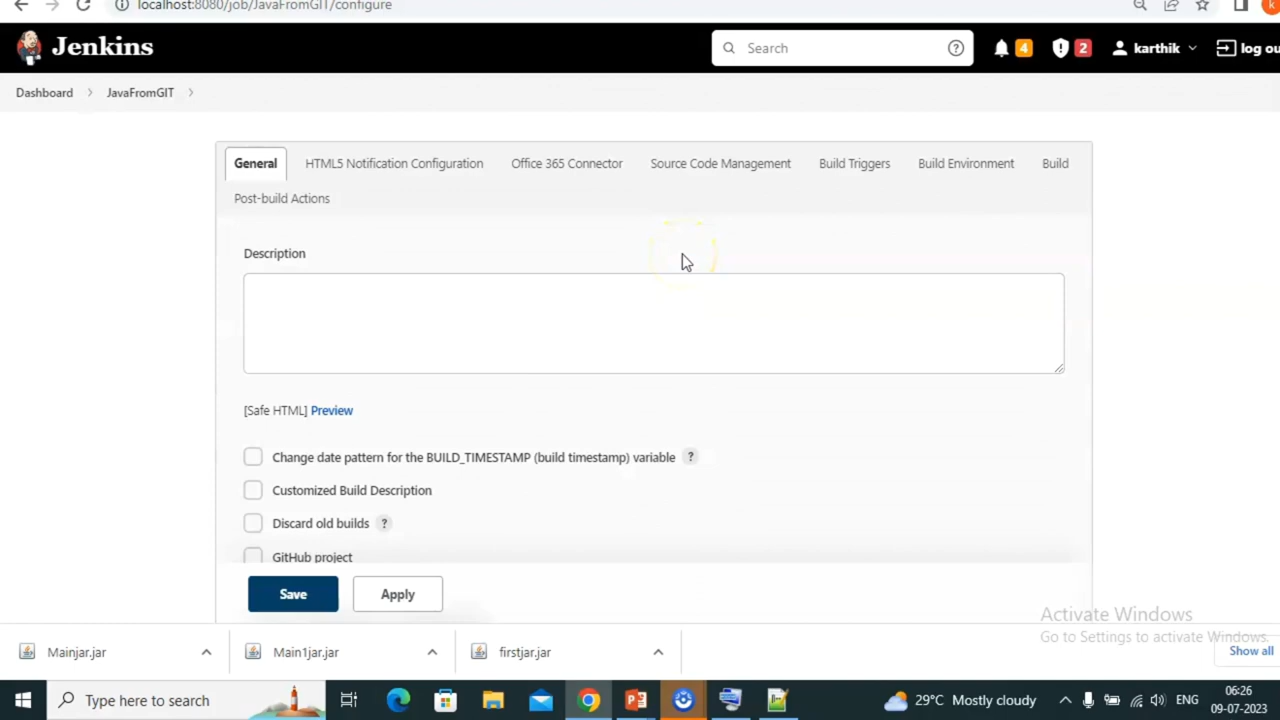 localhost:8080/job/JavaFromGIT/configure
k
Jenkins
Search
?
4
2
karthik
log ou
Dashboard
JavaFromGIT
General
HTML5 Notification Configuration
Office 365 Connector
Source Code Management
Build Triggers
Build Environment
Build
Post-build Actions
Description
[Safe HTML] Preview
Change date pattern for the BUILD_TIMESTAMP (build timestamp) variable ?
Customized Build Description
Discard old builds ?
GitHub project
Save
Apply
Activate Windows
Go to Settings to activate Windows.
Mainjar.jar
Main1jar.jar
firstjar.jar
Show all
Type here to search
29°C Mostly cloudy
ENG
06:26
09-07-2023